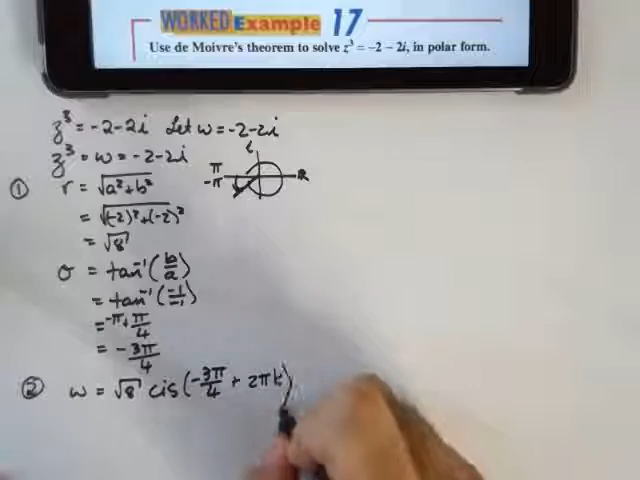 WORKED Example 17
Use de Moivre's theorem to solve z³ = −2 − 2i, in polar form.
z³ = -2-2i Let w = -2-2i
z³ = w = -2-2i
① r = √(a²+b²)
= √((-2)²+(-2)²)
= √8
π
-π
R
θ = tan⁻¹(b/a)
= tan⁻¹(-1/-1)
= -π+π/4
= -3π/4
② w = √8 cis(-3π/4 + 2πk)